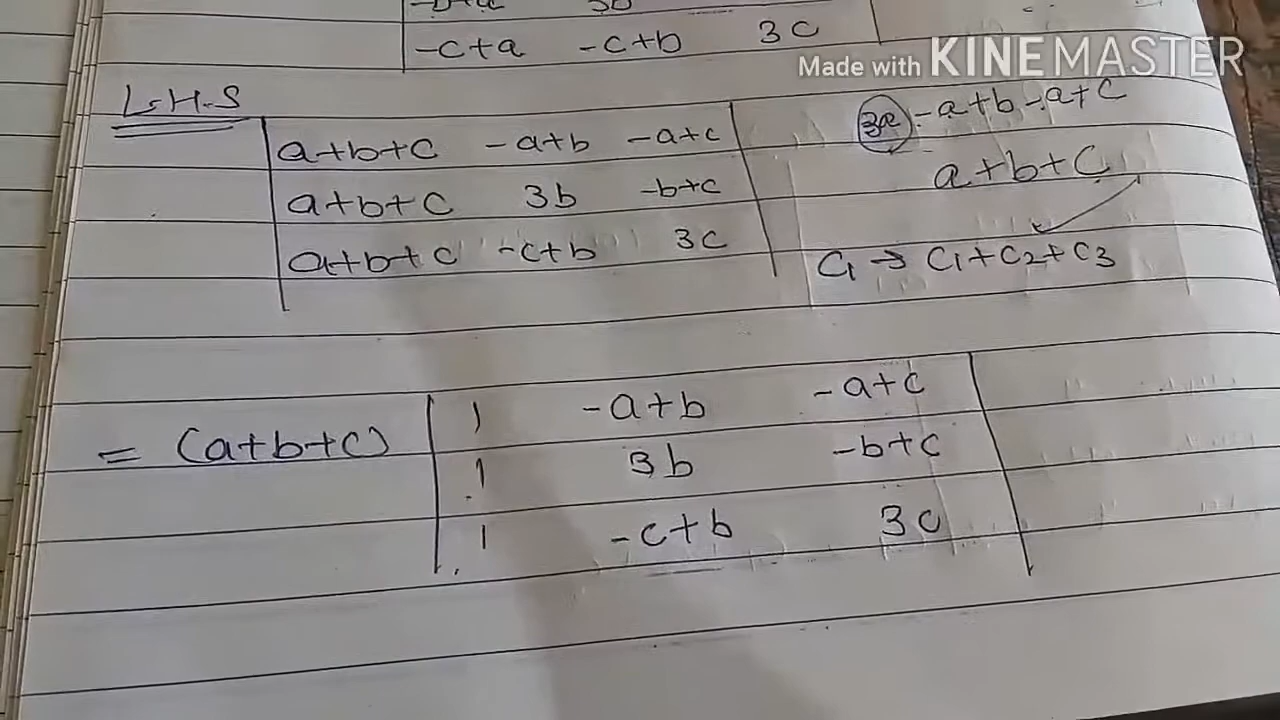 -c+a -c+b 3c
Made with KINEMASTER
L.H.S
a+b+c -a+b -a+c
3a -a+b-a+c
a+b+c 3b -b+c
a+b+c
a+b+c -c+b 3c
C1 → C1+C2+C3
= (a+b+c)
1 -a+b -a+c
1 3b -b+c
1 -c+b 3c